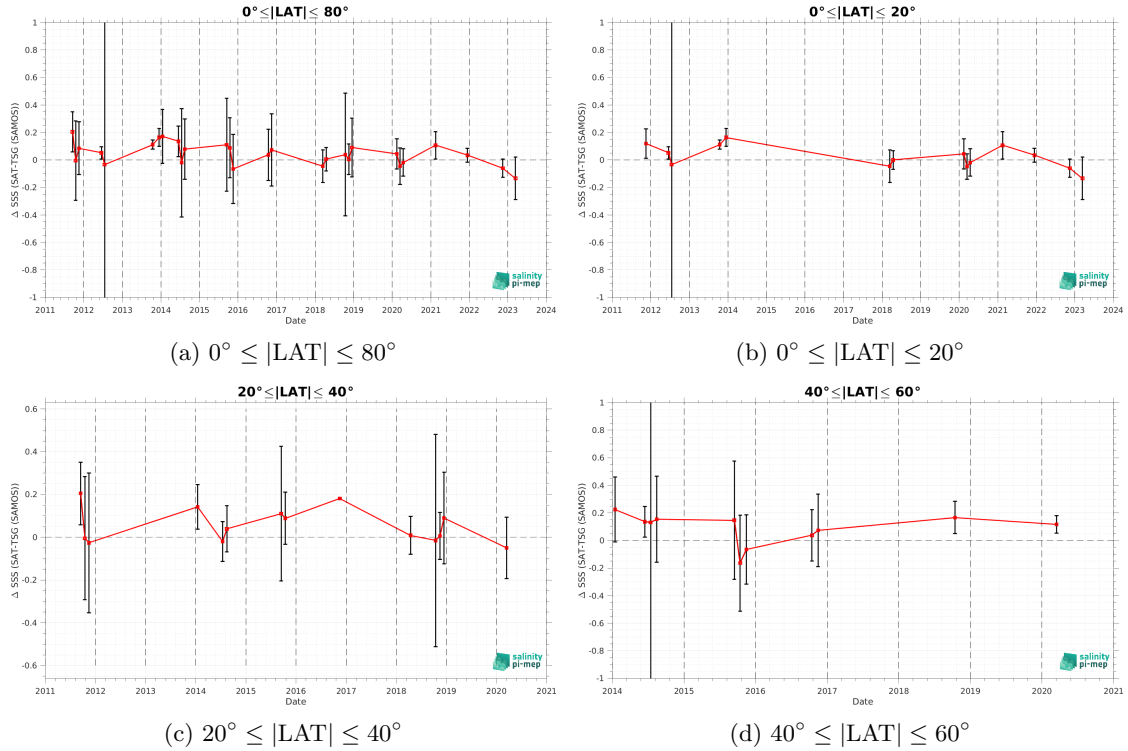 0°≤|LAT|≤ 80°
1
0.8
0.6
0.4
0.2
0
-0.2
-0.4
-0.6
-0.8
-1
Δ SSS (SAT-TSG (SAMOS))
2011 2012 2013 2014 2015 2016 2017 2018 2019 2020 2021 2022 2023 2024
Date
salinity
pi-mep
(a) 0° ≤ |LAT| ≤ 80°
0°≤|LAT|≤ 20°
1
0.8
0.6
0.4
0.2
0
-0.2
-0.4
-0.6
-0.8
-1
Δ SSS (SAT-TSG (SAMOS))
2011 2012 2013 2014 2015 2016 2017 2018 2019 2020 2021 2022 2023 2024
Date
salinity
pi-mep
(b) 0° ≤ |LAT| ≤ 20°
20°≤|LAT|≤ 40°
0.6
0.4
0.2
0
-0.2
-0.4
-0.6
Δ SSS (SAT-TSG (SAMOS))
2011 2012 2013 2014 2015 2016 2017 2018 2019 2020 2021
Date
salinity
pi-mep
(c) 20° ≤ |LAT| ≤ 40°
40°≤|LAT|≤ 60°
1
0.8
0.6
0.4
0.2
0
-0.2
-0.4
-0.6
-0.8
-1
Δ SSS (SAT-TSG (SAMOS))
2014 2015 2016 2017 2018 2019 2020 2021
Date
salinity
pi-mep
(d) 40° ≤ |LAT| ≤ 60°